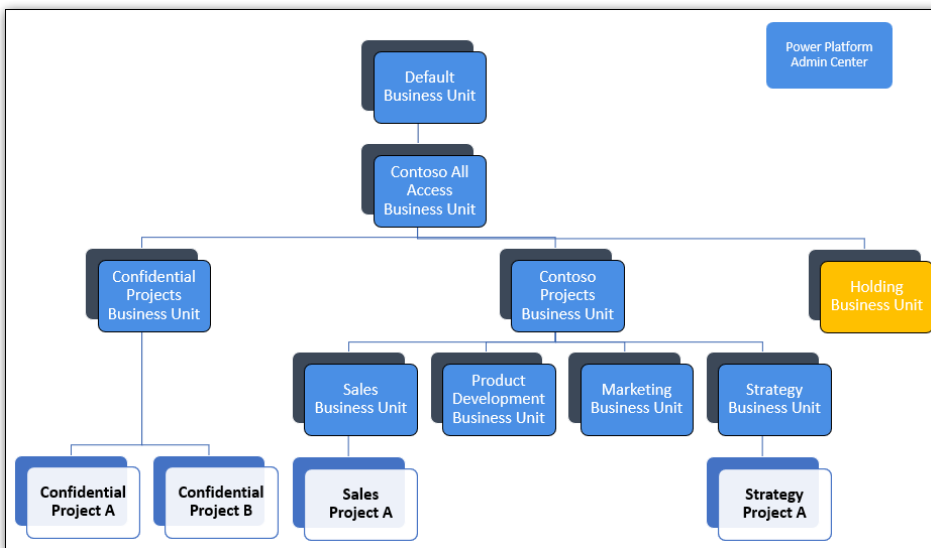 Power Platform
Admin Center
Default
Business Unit
Contoso All
Access
Business Unit
Confidential
Projects
Business Unit
Contoso
Projects
Business Unit
Holding
Business Unit
Sales
Business Unit
Product
Development
Business Unit
Marketing
Business Unit
Strategy
Business Unit
Confidential
Project A
Confidential
Project B
Sales
Project A
Strategy
Project A